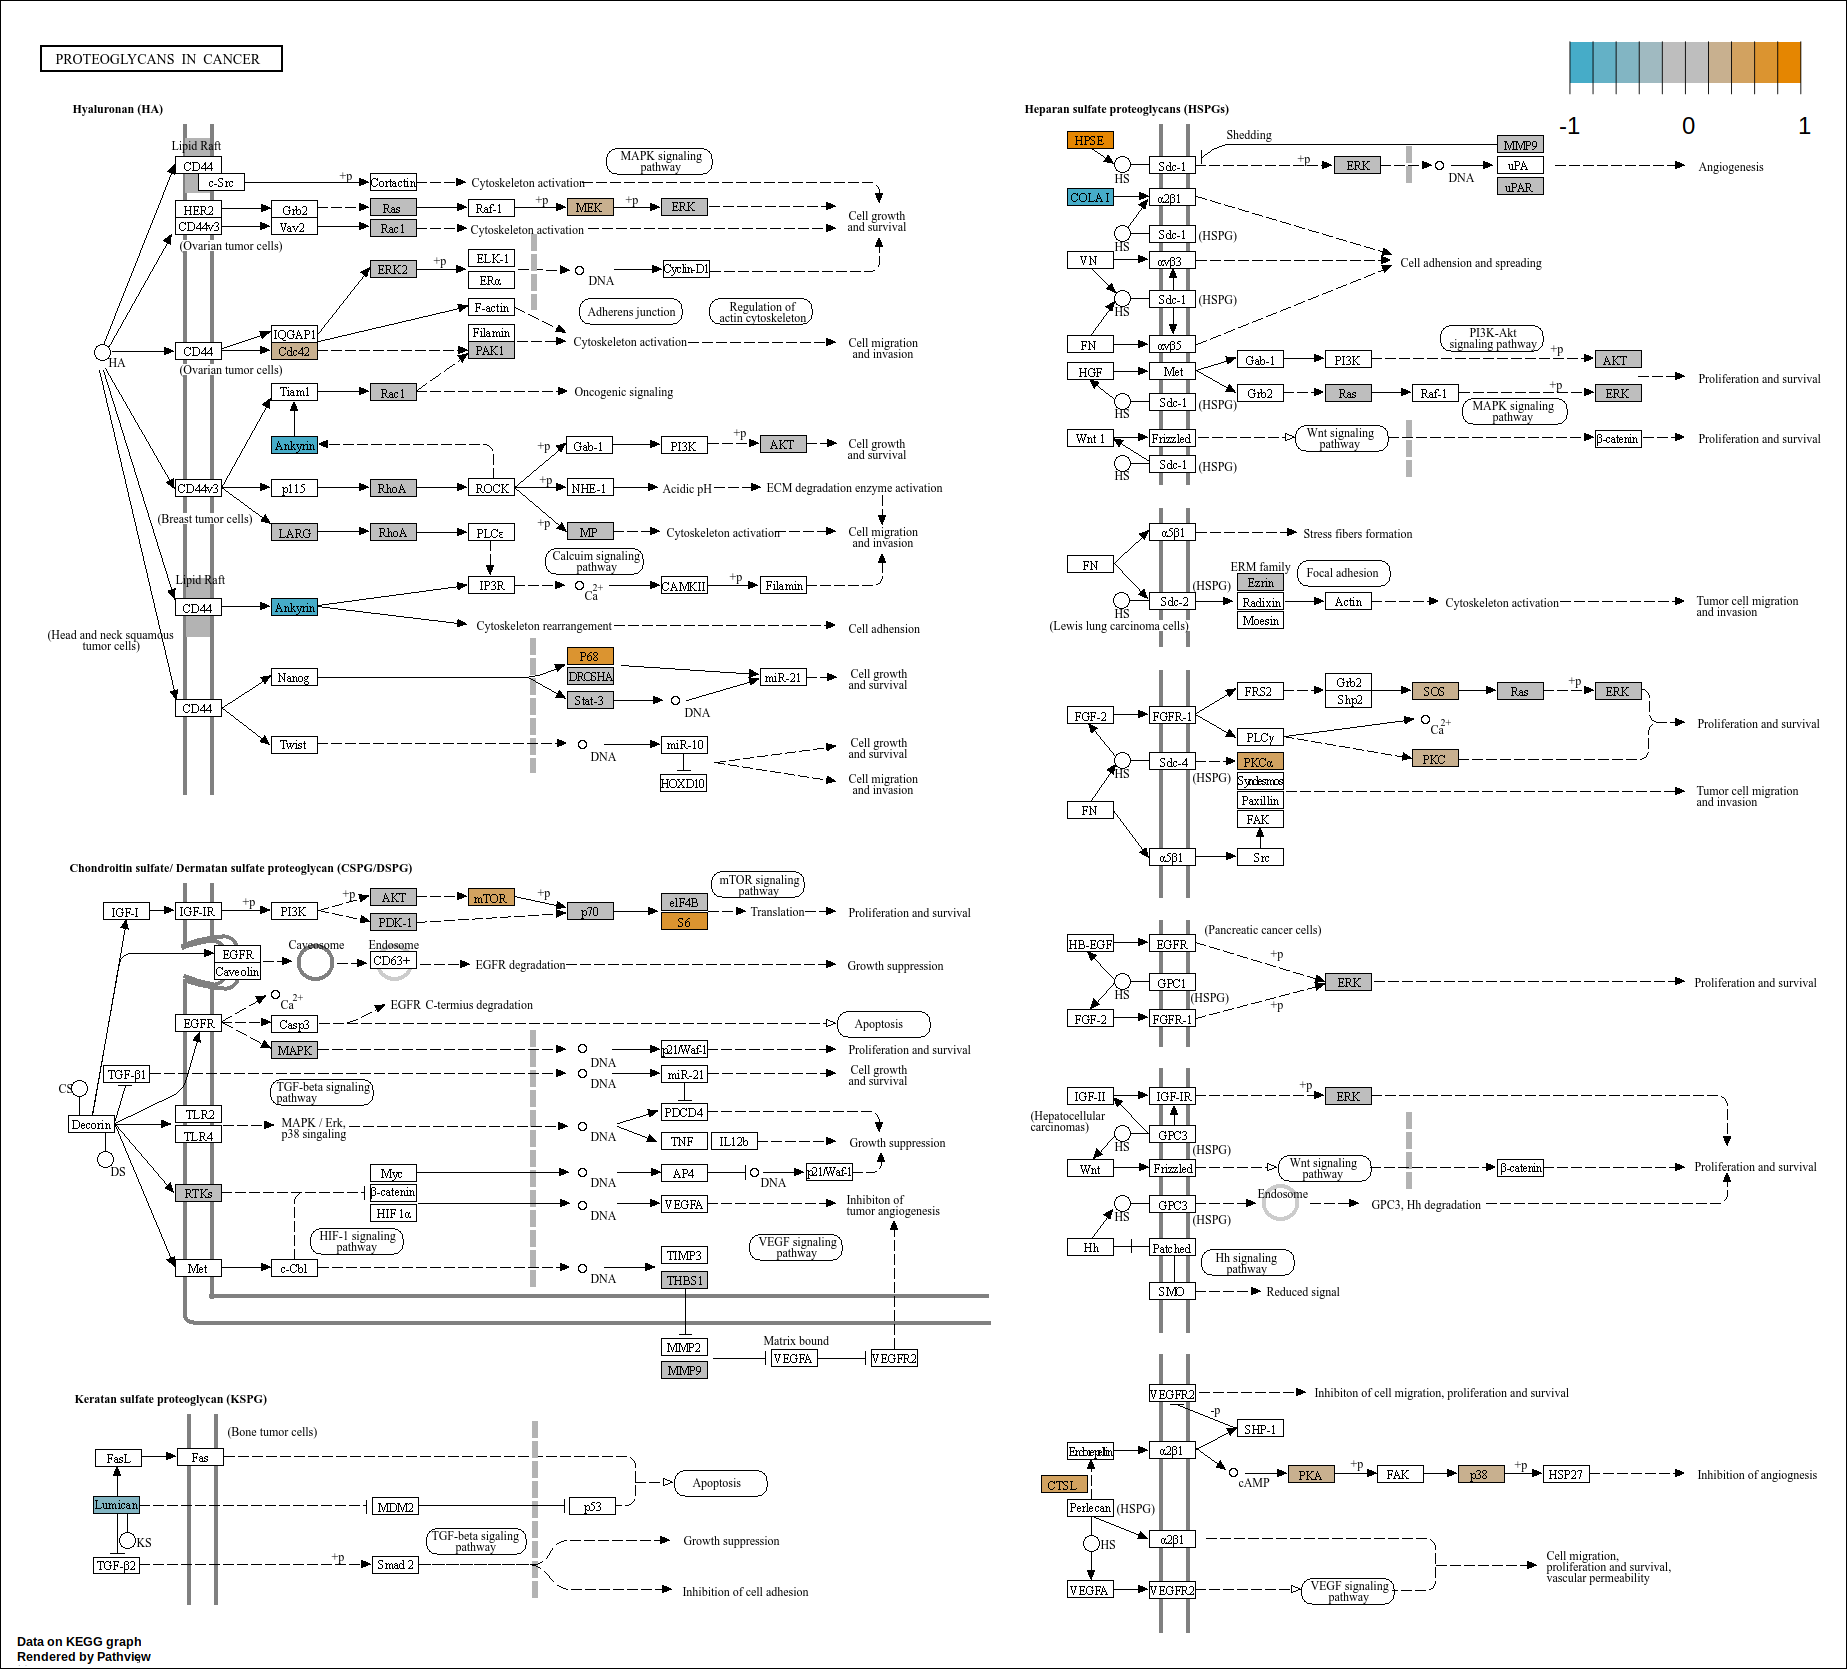 PROTEOGLYCANS IN CANCER
-1 0 1
Hyaluronan (HA)
Lipid Raft
CD44
c-Src
+p
Cortactin
Cytoskeleton activation
MAPK signaling
pathway
HER2
CD44v3
(Ovarian tumor cells)
Grb2
Vav2
Ras
Rac1
Raf-1
+p
MEK
+p
ERK
Cytoskeleton activation
Cell growth
and survival
ERK2
+p
ELK-1
ERα
DNA
Cyclin-D1
F-actin
Adherens junction
Regulation of
actin cytoskeleton
HA
CD44
(Ovarian tumor cells)
IQGAP1
Cdc42
Filamin
PAK1
Cytoskeleton activation
Cell migration
and invasion
Tiam1
Rac1
Oncogenic signaling
Ankyrin
+p
Gab-1
PI3K
+p
AKT
Cell growth
and survival
CD44v3
(Breast tumor cells)
p115
RhoA
ROCK
+p
NHE-1
Acidic pH
ECM degradation enzyme activation
LARG
RhoA
PLCε
+p
MP
Cytoskeleton activation
Cell migration
and invasion
Calcuim signaling
pathway
Lipid Raft
CD44
Ankyrin
IP3R
Ca2+
CAMKII
+p
Filamin
Cytoskeleton rearrangement
Cell adhesion
(Head and neck squamous
tumor cells)
CD44
Nanog
P68
DROSHA
Stat-3
DNA
miR-21
Cell growth
and survival
Twist
DNA
miR-10
HOXD10
Cell growth
and survival
Cell migration
and invasion
Chondroitin sulfate/ Dermatan sulfate proteoglycan (CSPG/DSPG)
IGF-I
IGF-IR
+p
PI3K
+p
AKT
PDK-1
mTOR
+p
p70
eIF4B
S6
mTOR signaling
pathway
Translation
Proliferation and survival
EGFR
Caveolin
Caveosome
Endosome
CD63+
EGFR degradation
Growth suppression
EGFR
Ca2+
Casp3
MAPK
EGFR C-termius degradation
Apoptosis
DNA
p21/Waf-1
Proliferation and survival
CS
TGF-β1
DNA
miR-21
Cell growth
and survival
TGF-beta signaling
pathway
Decorin
DS
TLR2
TLR4
MAPK / Erk,
p38 singaling
DNA
PDCD4
TNF
IL12b
Growth suppression
RTKs
Myc
β-catenin
HIF 1α
DNA
AP4
DNA
p21/Waf-1
DNA
VEGFA
Inhibiton of
tumor angiogenesis
HIF-1 signaling
pathway
VEGF signaling
pathway
Met
c-Cbl
DNA
TIMP3
THBS1
MMP2
MMP9
Matrix bound
VEGFA
VEGFR2
Keratan sulfate proteoglycan (KSPG)
(Bone tumor cells)
FasL
Fas
Apoptosis
Lumican
KS
MDM2
p53
TGF-β2
+p
Smad 2
TGF-beta sigaling
pathway
Growth suppression
Inhibition of cell adhesion
Heparan sulfate proteoglycans (HSPGs)
HPSE
HS
Sdc-1
Shedding
+p
ERK
DNA
MMP9
uPA
uPAR
Angiogenesis
COLA1
α2β1
HS
Sdc-1
(HSPG)
VN
αvβ3
Cell adhesion and spreading
HS
Sdc-1
(HSPG)
FN
αvβ5
HGF
Met
HS
Sdc-1
(HSPG)
Gab-1
PI3K
PI3K-Akt
signaling pathway
+p
AKT
Grb2
Ras
Raf-1
+p
ERK
MAPK signaling
pathway
Proliferation and survival
Wnt 1
Frizzled
HS
Sdc-1
(HSPG)
Wnt signaling
pathway
β-catenin
Proliferation and survival
α5β1
Stress fibers formation
FN
HS
Sdc-2
(HSPG)
(Lewis lung carcinoma cells)
ERM family
Ezrin
Radixin
Moesin
Focal adhesion
Actin
Cytoskeleton activation
Tumor cell migration
and invasion
FGF-2
FGFR-1
FRS2
Grb2
Shp2
SOS
Ras
+p
ERK
PLCγ
Ca2+
PKC
Proliferation and survival
HS
Sdc-4
(HSPG)
PKCα
Syndesmos
Paxillin
FAK
Tumor cell migration
and invasion
FN
α5β1
Src
(Pancreatic cancer cells)
HB-EGF
EGFR
+p
HS
GPC1
(HSPG)
ERK
Proliferation and survival
FGF-2
FGFR-1
+p
IGF-II
IGF-IR
+p
ERK
(Hepatocellular
carcinomas)
HS
GPC3
(HSPG)
Wnt
Frizzled
Wnt signaling
pathway
β-catenin
Proliferation and survival
HS
GPC3
(HSPG)
Endosome
GPC3, Hh degradation
Hh
Patched
Hh signaling
pathway
SMO
Reduced signal
VEGFR2
Inhibiton of cell migration, proliferation and survival
-p
SHP-1
Endorepellin
α2β1
cAMP
PKA
+p
FAK
p38
+p
HSP27
Inhibition of angiognesis
CTSL
Perlecan
(HSPG)
HS
α2β1
VEGFA
VEGFR2
VEGF signaling
pathway
Cell migration,
proliferation and survival,
vascular permeability
Data on KEGG graph
Rendered by Pathview